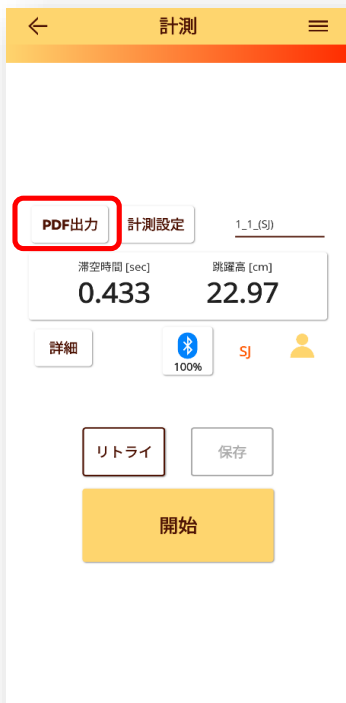 計測
PDF出力 計測設定 1_1_(SJ)
滞空時間 [sec] 跳躍高 [cm]
0.433 22.97
詳細 100% SJ
リトライ 保存
開始